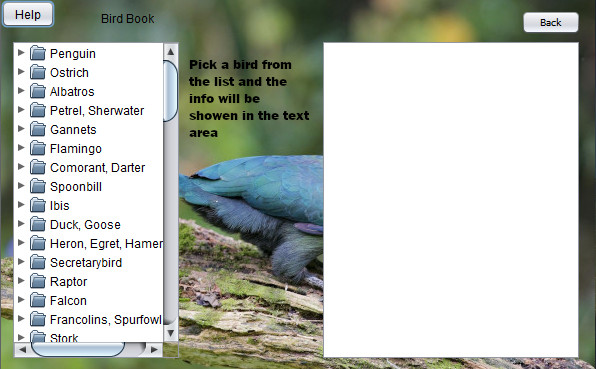 Help
Bird Book
Back
Penguin
Ostrich
Albatros
Petrel, Sherwater
Gannets
Flamingo
Comorant, Darter
Spoonbill
Ibis
Duck, Goose
Heron, Egret, Hamer
Secretarybird
Raptor
Falcon
Francolins, Spurfowl
Stork
Pick a bird from
the list and the
info will be
showen in the text
area